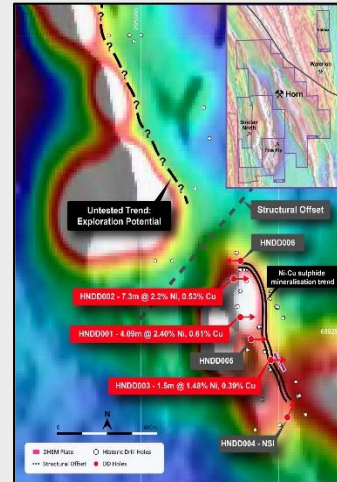 Waterloo
Horn
Sinclair
North
Untested Trend:
Exploration Potential
Structural Offset
HNDD006
Ni-Cu sulphide
mineralisation trend
HNDD002 - 7.3m @ 2.2% Ni, 0.53% Cu
HNDD001 - 4.09m @ 2.40% Ni, 0.61% Cu
HNDD005
HNDD003 - 1.5m @ 1.48% Ni, 0.39% Cu
HNDD004 - NSI
N
DHEM Plate
Historic Drill Holes
Structural Offset
DD Holes